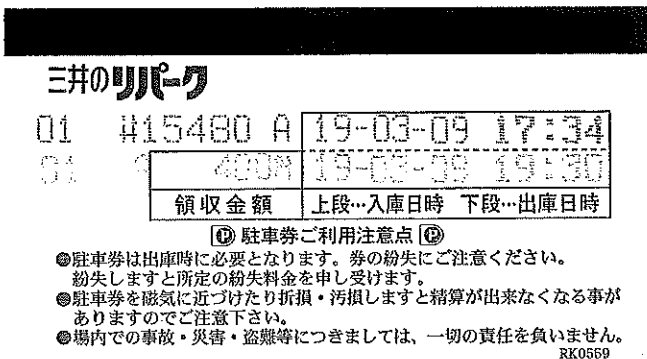 三井のリパーク
01 #15480 A 19-03-09 17:34
01 400M 19-03-09 19:30
領収金額 上段…入庫日時 下段…出庫日時
Ⓟ 駐車券ご利用注意点 Ⓟ
●駐車券は出庫時に必要となります。券の紛失にご注意ください。
紛失しますと所定の紛失料金を申し受けます。
●駐車券を磁気に近づけたり折損・汚損しますと精算が出来なくなる事が
ありますのでご注意下さい。
●場内での事故・災害・盗難等につきましては、一切の責任を負いません。
RK0559